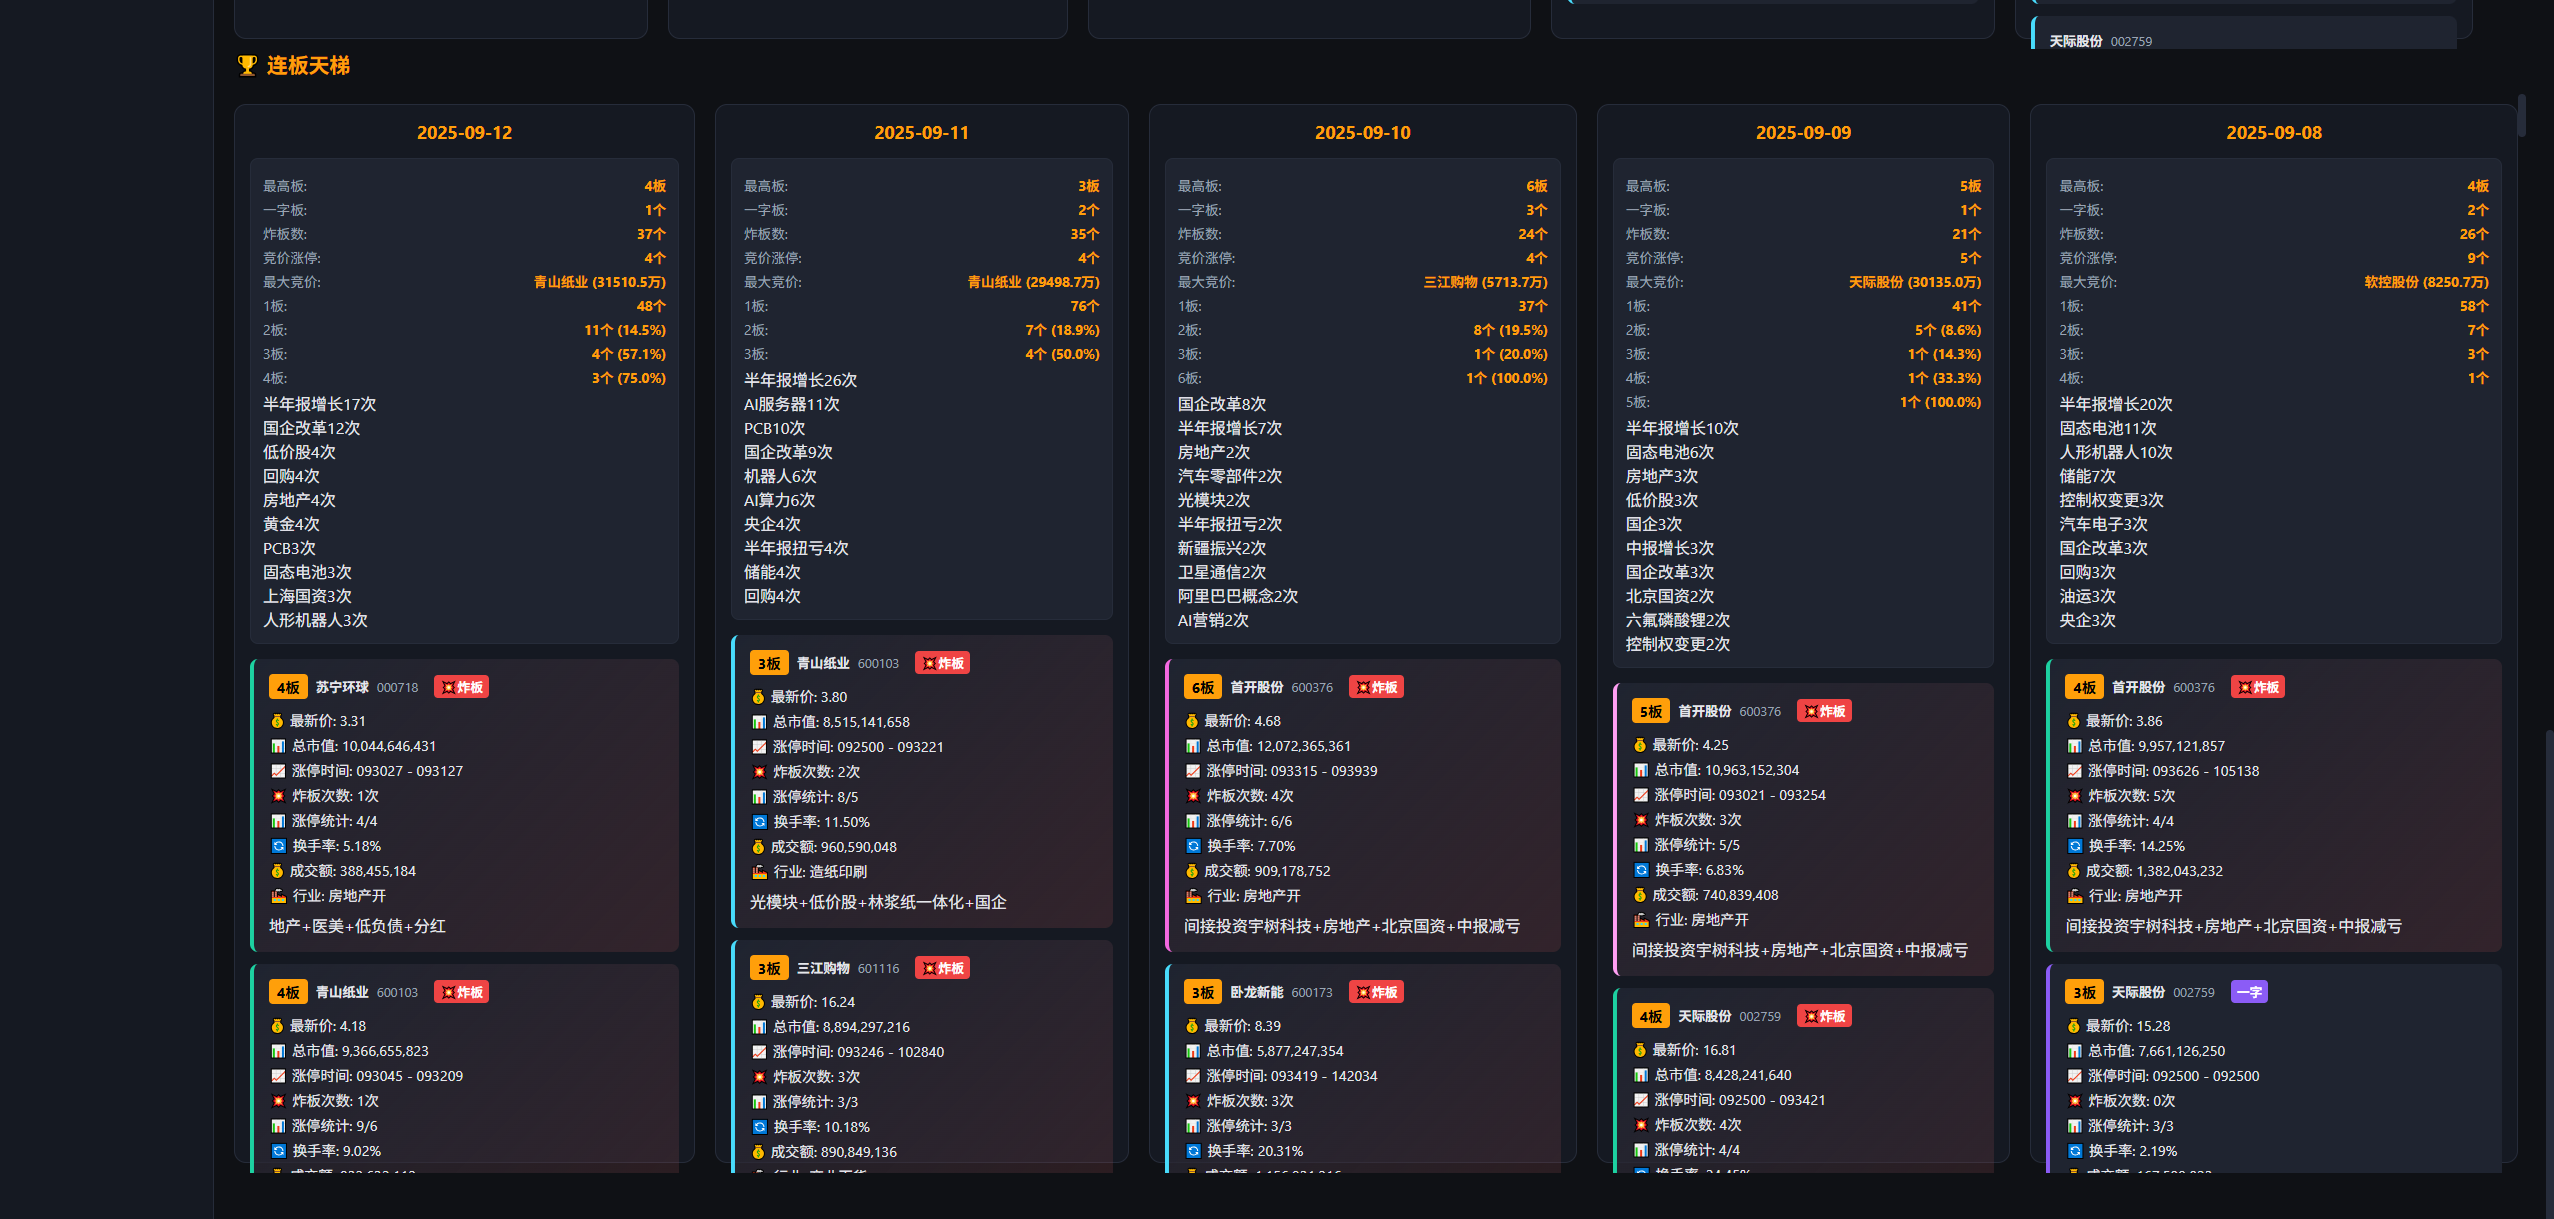 天际股份 002759
连板天梯
2025-09-12
最高板: 4板
一字板: 1个
炸板数: 37个
竞价涨停: 4个
最大竞价: 青山纸业 (31510.5万)
1板: 48个
2板: 11个 (14.5%)
3板: 4个 (57.1%)
4板: 3个 (75.0%)
半年报增长17次
国企改革12次
低价股4次
回购4次
房地产4次
黄金4次
PCB3次
固态电池3次
上海国资3次
人形机器人3次
4板 苏宁环球 000718 炸板
最新价: 3.31
总市值: 10,044,646,431
涨停时间: 093027 - 093127
炸板次数: 1次
涨停统计: 4/4
换手率: 5.18%
成交额: 388,455,184
行业: 房地产开
地产+医美+低负债+分红
4板 青山纸业 600103 炸板
最新价: 4.18
总市值: 9,366,655,823
涨停时间: 093045 - 093209
炸板次数: 1次
涨停统计: 9/6
换手率: 9.02%
2025-09-11
最高板: 3板
一字板: 2个
炸板数: 35个
竞价涨停: 4个
最大竞价: 青山纸业 (29498.7万)
1板: 76个
2板: 7个 (18.9%)
3板: 4个 (50.0%)
半年报增长26次
AI服务器11次
PCB10次
国企改革9次
机器人6次
AI算力6次
央企4次
半年报扭亏4次
储能4次
回购4次
3板 青山纸业 600103 炸板
最新价: 3.80
总市值: 8,515,141,658
涨停时间: 092500 - 093221
炸板次数: 2次
涨停统计: 8/5
换手率: 11.50%
成交额: 960,590,048
行业: 造纸印刷
光模块+低价股+林浆纸一体化+国企
3板 三江购物 601116 炸板
最新价: 16.24
总市值: 8,894,297,216
涨停时间: 093246 - 102840
炸板次数: 3次
涨停统计: 3/3
换手率: 10.18%
成交额: 890,849,136
2025-09-10
最高板: 6板
一字板: 3个
炸板数: 24个
竞价涨停: 4个
最大竞价: 三江购物 (5713.7万)
1板: 37个
2板: 8个 (19.5%)
3板: 1个 (20.0%)
6板: 1个 (100.0%)
国企改革8次
半年报增长7次
房地产2次
汽车零部件2次
光模块2次
半年报扭亏2次
新疆振兴2次
卫星通信2次
阿里巴巴概念2次
AI营销2次
6板 首开股份 600376 炸板
最新价: 4.68
总市值: 12,072,365,361
涨停时间: 093315 - 093939
炸板次数: 4次
涨停统计: 6/6
换手率: 7.70%
成交额: 909,178,752
行业: 房地产开
间接投资宇树科技+房地产+北京国资+中报减亏
3板 卧龙新能 600173 炸板
最新价: 8.39
总市值: 5,877,247,354
涨停时间: 093419 - 142034
炸板次数: 3次
涨停统计: 3/3
换手率: 20.31%
2025-09-09
最高板: 5板
一字板: 1个
炸板数: 21个
竞价涨停: 5个
最大竞价: 天际股份 (30135.0万)
1板: 41个
2板: 5个 (8.6%)
3板: 1个 (14.3%)
4板: 1个 (33.3%)
5板: 1个 (100.0%)
半年报增长10次
固态电池6次
房地产3次
低价股3次
国企3次
中报增长3次
国企改革3次
北京国资2次
六氟磷酸锂2次
控制权变更2次
5板 首开股份 600376 炸板
最新价: 4.25
总市值: 10,963,152,304
涨停时间: 093021 - 093254
炸板次数: 3次
涨停统计: 5/5
换手率: 6.83%
成交额: 740,839,408
行业: 房地产开
间接投资宇树科技+房地产+北京国资+中报减亏
4板 天际股份 002759 炸板
最新价: 16.81
总市值: 8,428,241,640
涨停时间: 092500 - 093421
炸板次数: 4次
涨停统计: 4/4
2025-09-08
最高板: 4板
一字板: 2个
炸板数: 26个
竞价涨停: 9个
最大竞价: 软控股份 (8250.7万)
1板: 58个
2板: 7个
3板: 3个
4板: 1个
半年报增长20次
固态电池11次
人形机器人10次
储能7次
控制权变更3次
汽车电子3次
国企改革3次
回购3次
油运3次
央企3次
4板 首开股份 600376 炸板
最新价: 3.86
总市值: 9,957,121,857
涨停时间: 093626 - 105138
炸板次数: 5次
涨停统计: 4/4
换手率: 14.25%
成交额: 1,382,043,232
行业: 房地产开
间接投资宇树科技+房地产+北京国资+中报减亏
3板 天际股份 002759 一字
最新价: 15.28
总市值: 7,661,126,250
涨停时间: 092500 - 092500
炸板次数: 0次
涨停统计: 3/3
换手率: 2.19%